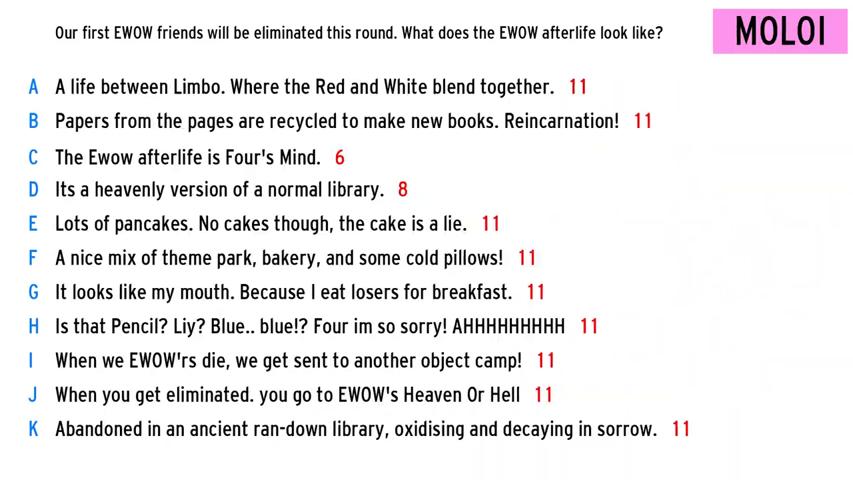 Our first EWOW friends will be eliminated this round. What does the EWOW afterlife look like?
MOLOI
A A life between Limbo. Where the Red and White blend together. 11
B Papers from the pages are recycled to make new books. Reincarnation! 11
C The Ewow afterlife is Four's Mind. 6
D Its a heavenly version of a normal library. 8
E Lots of pancakes. No cakes though, the cake is a lie. 11
F A nice mix of theme park, bakery, and some cold pillows! 11
G It looks like my mouth. Because I eat losers for breakfast. 11
H Is that Pencil? Liy? Blue.. blue!? Four im so sorry! AHHHHHHHHH 11
I When we EWOW'rs die, we get sent to another object camp! 11
J When you get eliminated. you go to EWOW's Heaven Or Hell 11
K Abandoned in an ancient ran-down library, oxidising and decaying in sorrow. 11